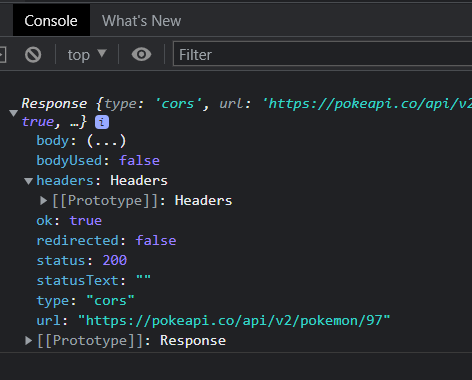 Console What's New
top Filter
Response {type: 'cors', url: 'https://pokeapi.co/api/v2
true, …} i
body: (...)
bodyUsed: false
headers: Headers
[[Prototype]]: Headers
ok: true
redirected: false
status: 200
statusText: ""
type: "cors"
url: "https://pokeapi.co/api/v2/pokemon/97"
[[Prototype]]: Response